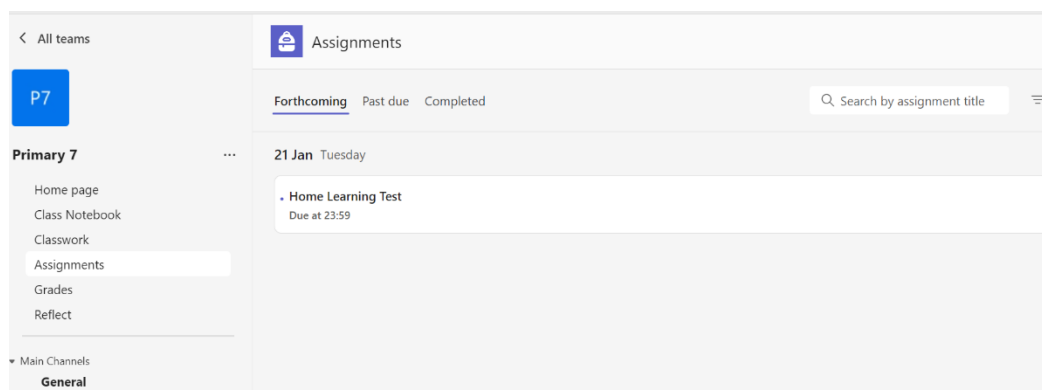 All teams
P7
Primary 7
Home page
Class Notebook
Classwork
Assignments
Grades
Reflect
Main Channels
General
Assignments
Forthcoming Past due Completed
Search by assignment title
21 Jan Tuesday
Home Learning Test
Due at 23:59